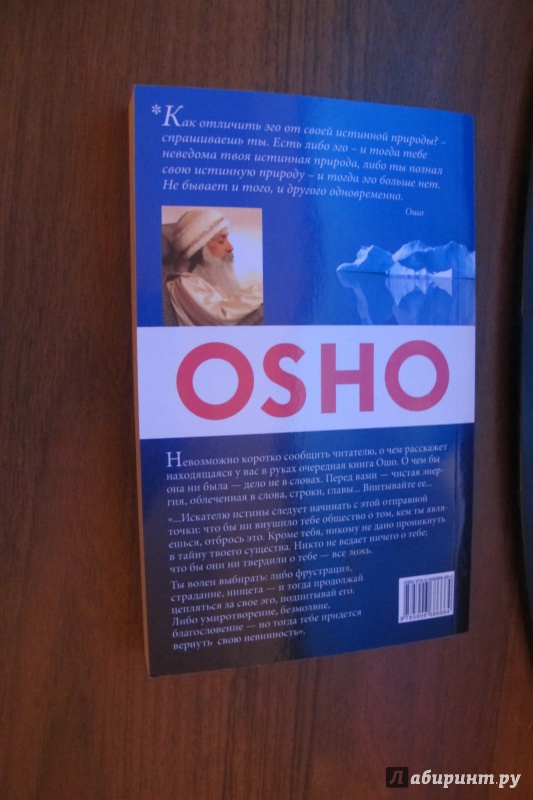 *Как отличить эго от своей истинной природы? -
спрашиваешь ты. Есть либо эго – и тогда тебе
неведома твоя истинная природа, либо ты познал
свою истинную природу – и тогда эго больше нет.
Не бывает и того, и другого одновременно.
Ошо
OSHO
Невозможно коротко сообщить читателю, о чем расскажет
находящаяся у вас в руках очередная книга Ошо. О чем бы
она ни была — дело не в словах. Перед вами — чистая энер-
гия, облеченная в слова, строки, главы... Впитывайте ее...
«...Искателю истины следует начинать с этой отправной
точки: что бы ни внушило тебе общество о том, кем ты явля-
ешься, отбрось это. Кроме тебя, никому не дано проникнуть
в тайну твоего существа. Никто не ведает ничего о тебе;
что бы они ни твердили о тебе — все ложь.
Ты волен выбирать: либо фрустрация,
страдание, нищета — и тогда продолжай
цепляться за свое эго, подпитывай его.
Либо умиротворение, безмолвие,
благословение — но тогда тебе придется
вернуть свою невинность».
Лабиринт.ру